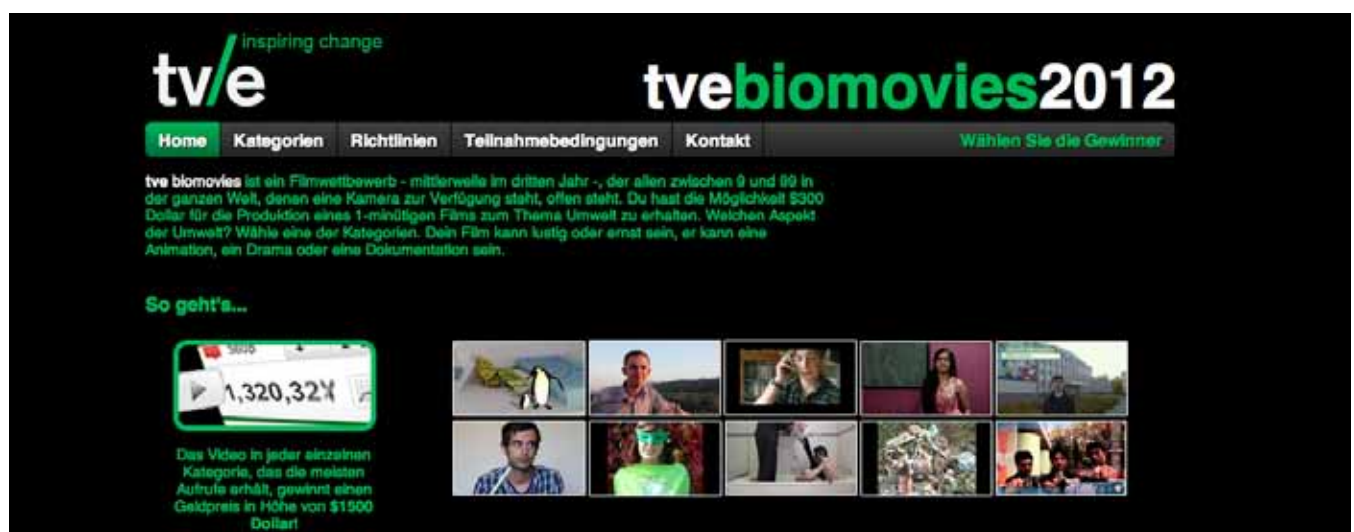 inspiring change
tv/e
tvebiomovies2012
Home Kategorien Richtlinien Teilnahmebedingungen Kontakt Wählen Sie die Gewinner
tve biomovies ist ein Filmwettbewerb - mittlerweile im dritten Jahr -, der allen zwischen 9 und 99 in
der ganzen Welt, denen eine Kamera zur Verfügung steht, offen steht. Du hast die Möglichkeit $300
Dollar für die Produktion eines 1-minütigen Films zum Thema Umwelt zu erhalten. Welchen Aspekt
der Umwelt? Wähle eine der Kategorien. Dein Film kann lustig oder ernst sein, er kann eine
Animation, ein Drama oder eine Dokumentation sein.
So geht's...
1,320,32
Das Video in jeder einzelnen
Kategorie, das die meisten
Aufrufe erhält, gewinnt einen
Geldpreis in Höhe von $1500
Dollar!